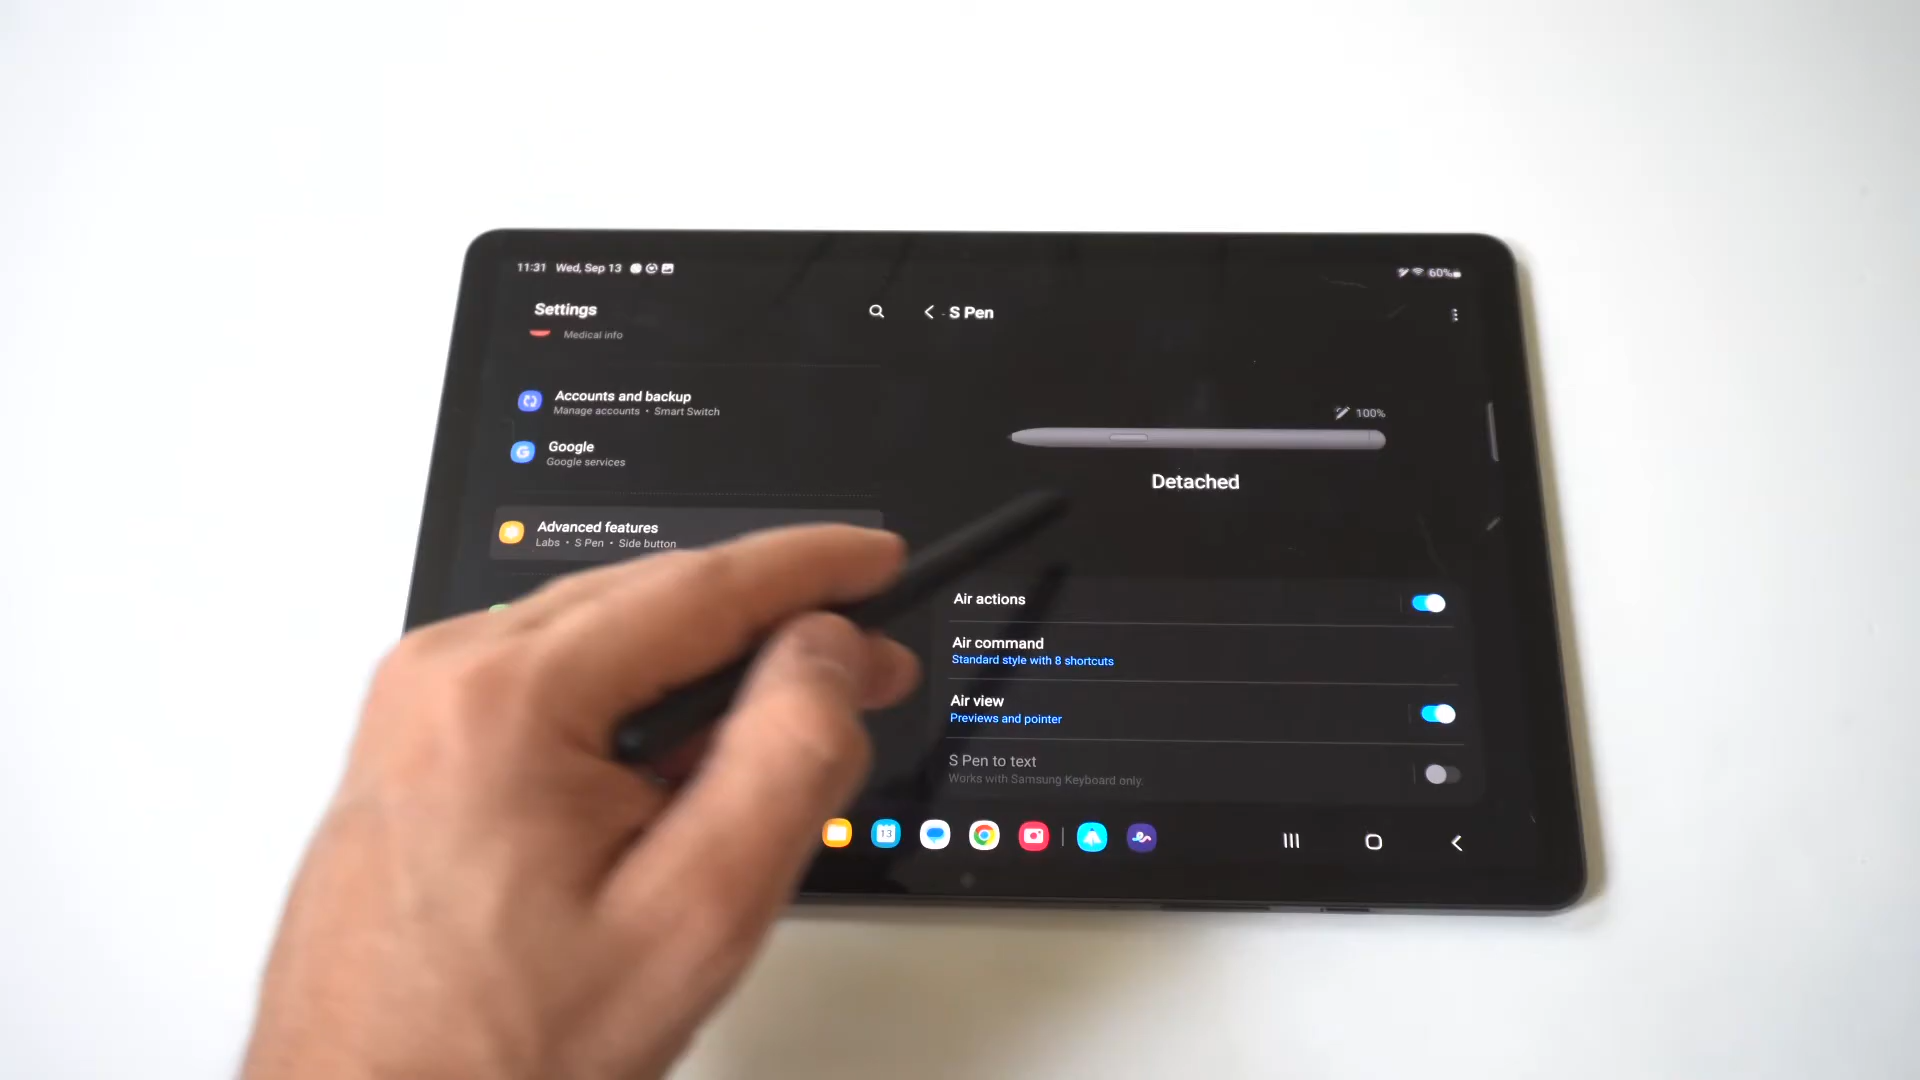 11:31 Wed, Sep 13
60%
Settings
Medical info
Accounts and backup
Manage accounts • Smart Switch
Google
Google services
Advanced features
Labs • S Pen • Side button
S Pen
100%
Detached
Air actions
Air command
Standard style with 8 shortcuts
Air view
Previews and pointer
S Pen to text
Works with Samsung Keyboard only.
13